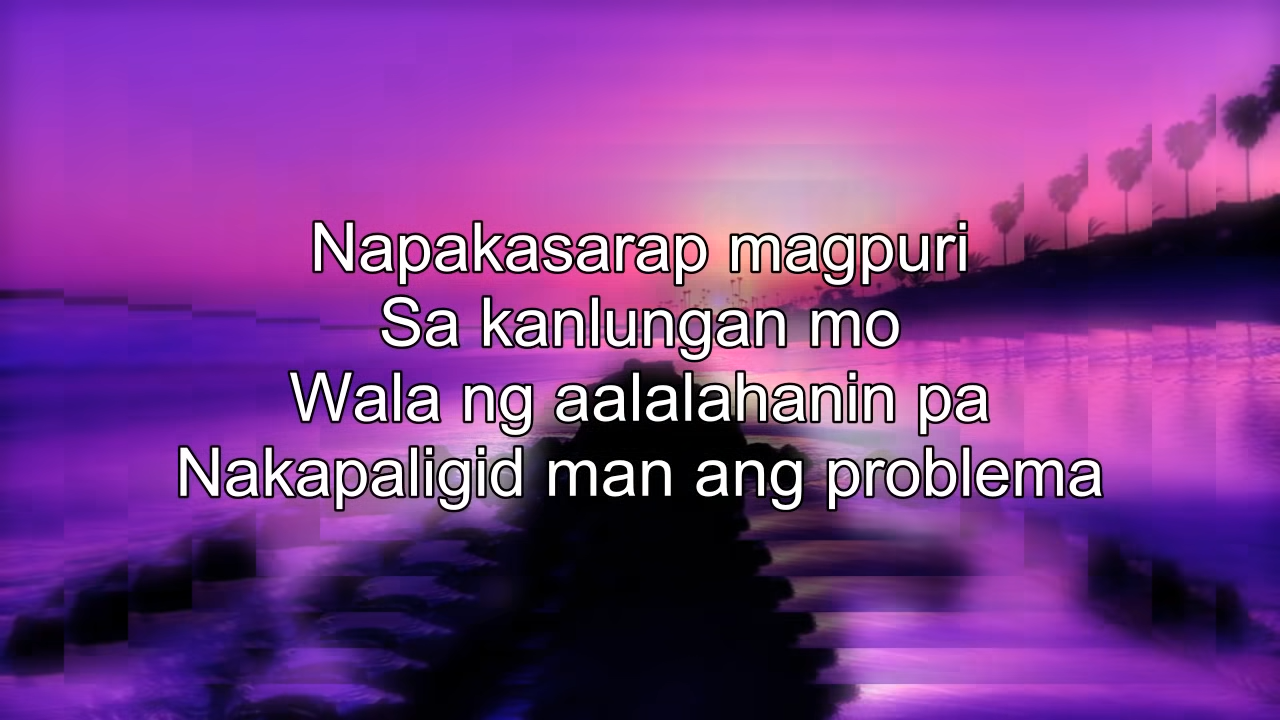 Napakasarap magpuri
Sa kanlungan mo
Wala ng aalalahanin pa
Nakapaligid man ang problema